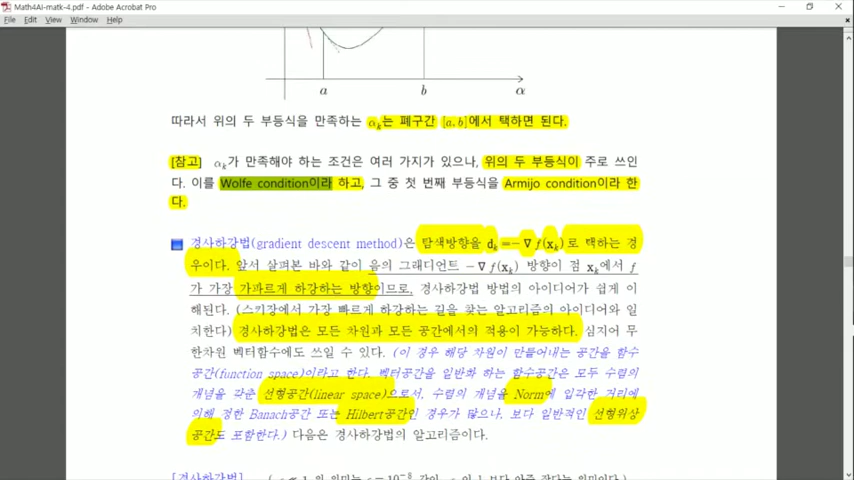 Math4AI-matk-4.pdf - Adobe Acrobat Pro
File Edit View Window Help
a b α
따라서 위의 두 부등식을 만족하는 αₖ는 폐구간 [a, b]에서 택하면 된다.
[참고] αₖ가 만족해야 하는 조건은 여러 가지가 있으나, 위의 두 부등식이 주로 쓰인
다. 이를 Wolfe condition이라 하고, 그 중 첫 번째 부등식을 Armijo condition이라 한
다.
경사하강법(gradient descent method)은 탐색방향을 dₖ=−∇f(xₖ)로 택하는 경
우이다. 앞서 살펴본 바와 같이 음의 그래디언트 −∇f(xₖ) 방향이 점 xₖ에서 f
가 가장 가파르게 하강하는 방향이므로, 경사하강법 방법의 아이디어가 쉽게 이
해된다. (스키장에서 가장 빠르게 하강하는 길을 찾는 알고리즘의 아이디어와 일
치한다) 경사하강법은 모든 차원과 모든 공간에서의 적용이 가능하다. 심지어 무
한차원 벡터함수에도 쓰일 수 있다. (이 경우 해당 차원이 만들어내는 공간을 함수
공간(function space)이라고 한다. 벡터공간을 일반화 하는 함수공간은 모두 수렴의
개념을 갖춘 선형공간(linear space)으로서, 수렴의 개념을 Norm에 입각한 거리에
의해 정한 Banach공간 또는 Hilbert공간인 경우가 많으나, 보다 일반적인 선형위상
공간도 포함한다.) 다음은 경사하강법의 알고리즘이다.
[경사하강법]